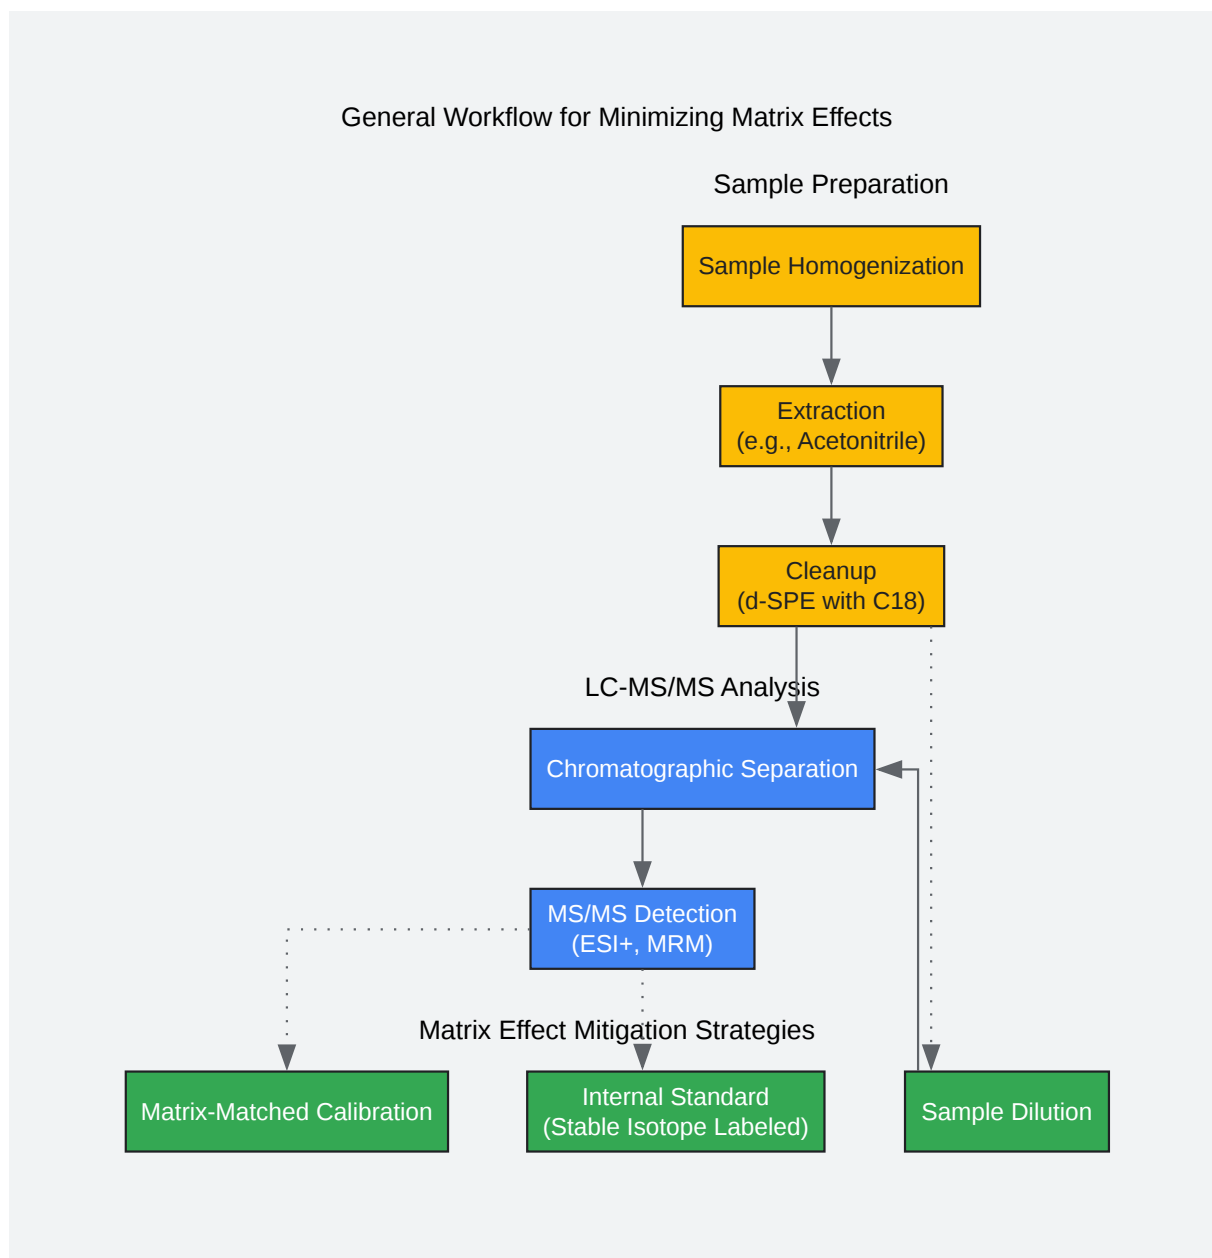 General Workflow for Minimizing Matrix Effects
Sample Preparation
Sample Homogenization
Extraction
(e.g., Acetonitrile)
Cleanup
(d-SPE with C18)
LC-MS/MS Analysis
Chromatographic Separation
MS/MS Detection
(ESI+, MRM)
Matrix Effect Mitigation Strategies
Matrix-Matched Calibration
Internal Standard
(Stable Isotope Labeled)
Sample Dilution